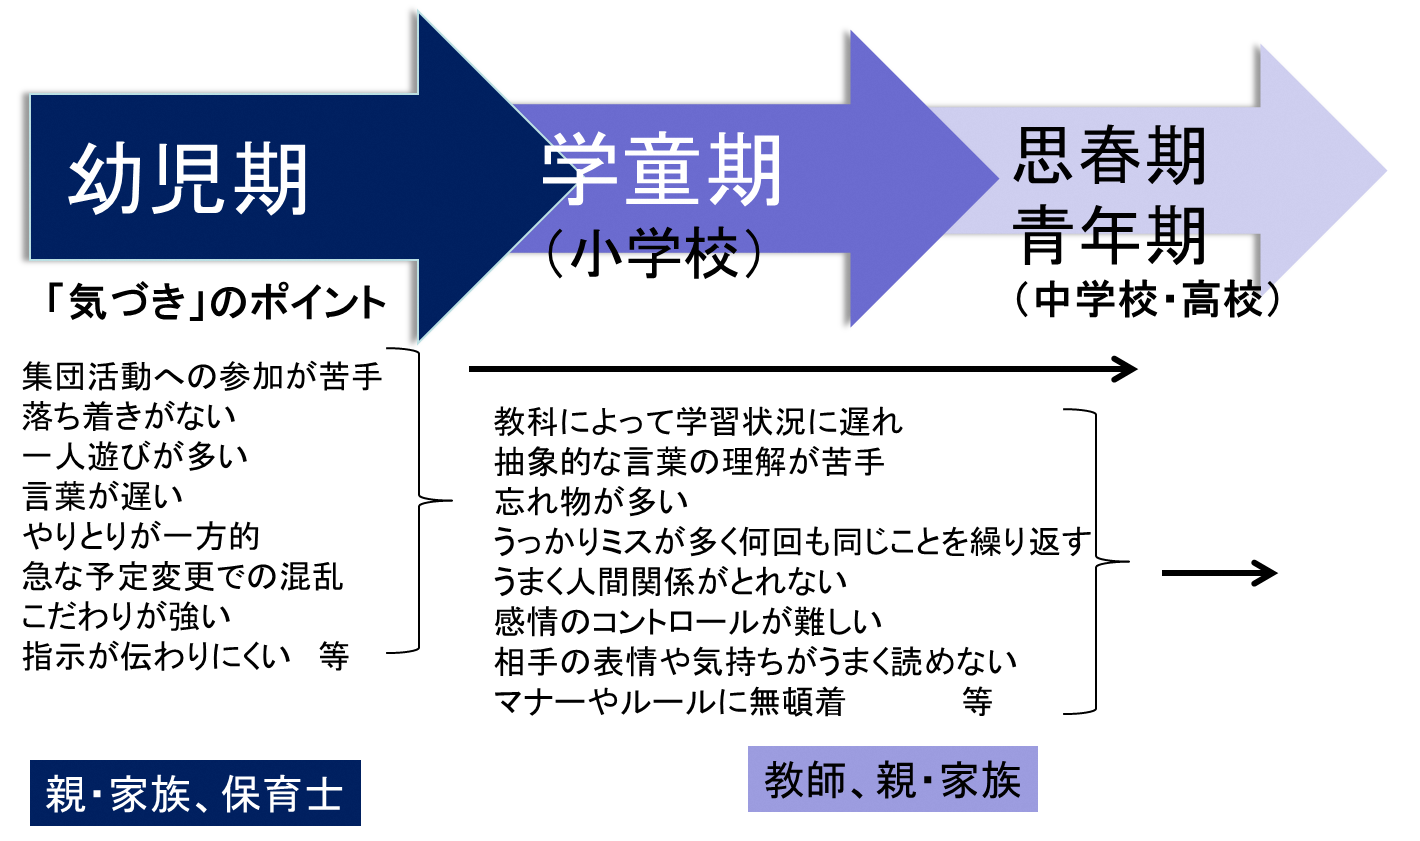 幼児期
学童期
(小学校)
思春期
青年期
(中学校・高校)
「気づき」のポイント
集団活動への参加が苦手
落ち着きがない
一人遊びが多い
言葉が遅い
やりとりが一方的
急な予定変更での混乱
こだわりが強い
指示が伝わりにくい　等
教科によって学習状況に遅れ
抽象的な言葉の理解が苦手
忘れ物が多い
うっかりミスが多く何回も同じことを繰り返す
うまく人間関係がとれない
感情のコントロールが難しい
相手の表情や気持ちがうまく読めない
マナーやルールに無頓着　　　　等
親・家族、保育士
教師、親・家族